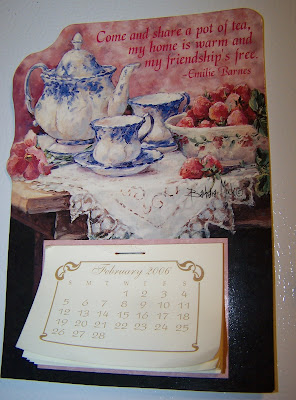 Come and share a pot of tea,
my home is warm and
my friendship's free.
-Emilie Barnes
February 2006
S M T W T F S
1 2 3 4
5 6 7 8 9 10 11
12 13 14 15 16 17 18
19 20 21 22 23 24 25
26 27 28